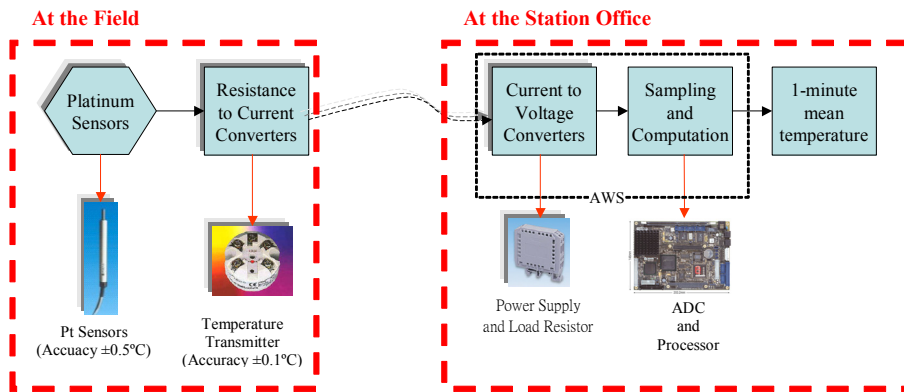 At the Field
At the Station Office
Platinum
Sensors
Resistance
to Current
Converters
Current to
Voltage
Converters
Sampling
and
Computation
1-minute
mean
temperature
AWS
Pt Sensors
(Accuacy ±0.5ºC)
Temperature
Transmitter
(Accuracy ±0.1ºC)
Power Supply
and Load Resistor
ADC
and
Processor